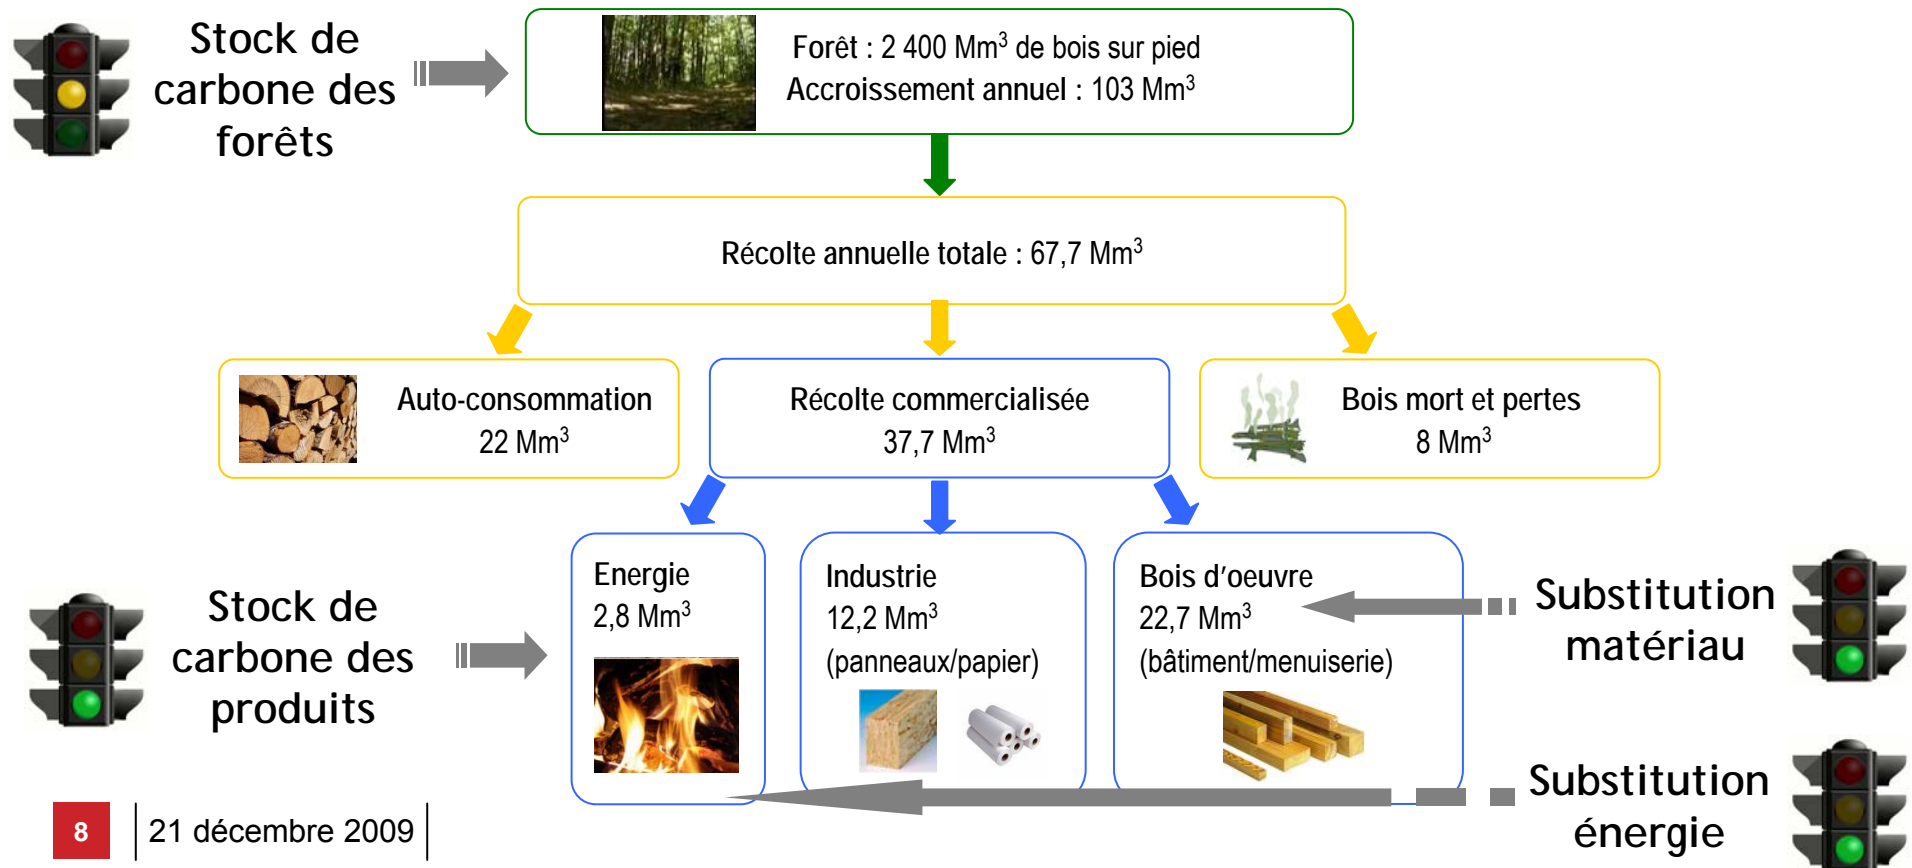 Stock de
carbone des
forêts
Forêt : 2 400 Mm³ de bois sur pied
Accroissement annuel : 103 Mm³
Récolte annuelle totale : 67,7 Mm³
Auto-consommation
22 Mm³
Récolte commercialisée
37,7 Mm³
Bois mort et pertes
8 Mm³
Stock de
carbone des
produits
Energie
2,8 Mm³
Industrie
12,2 Mm³
(panneaux/papier)
Bois d'oeuvre
22,7 Mm³
(bâtiment/menuiserie)
Substitution
matériau
Substitution
énergie
8
21 décembre 2009